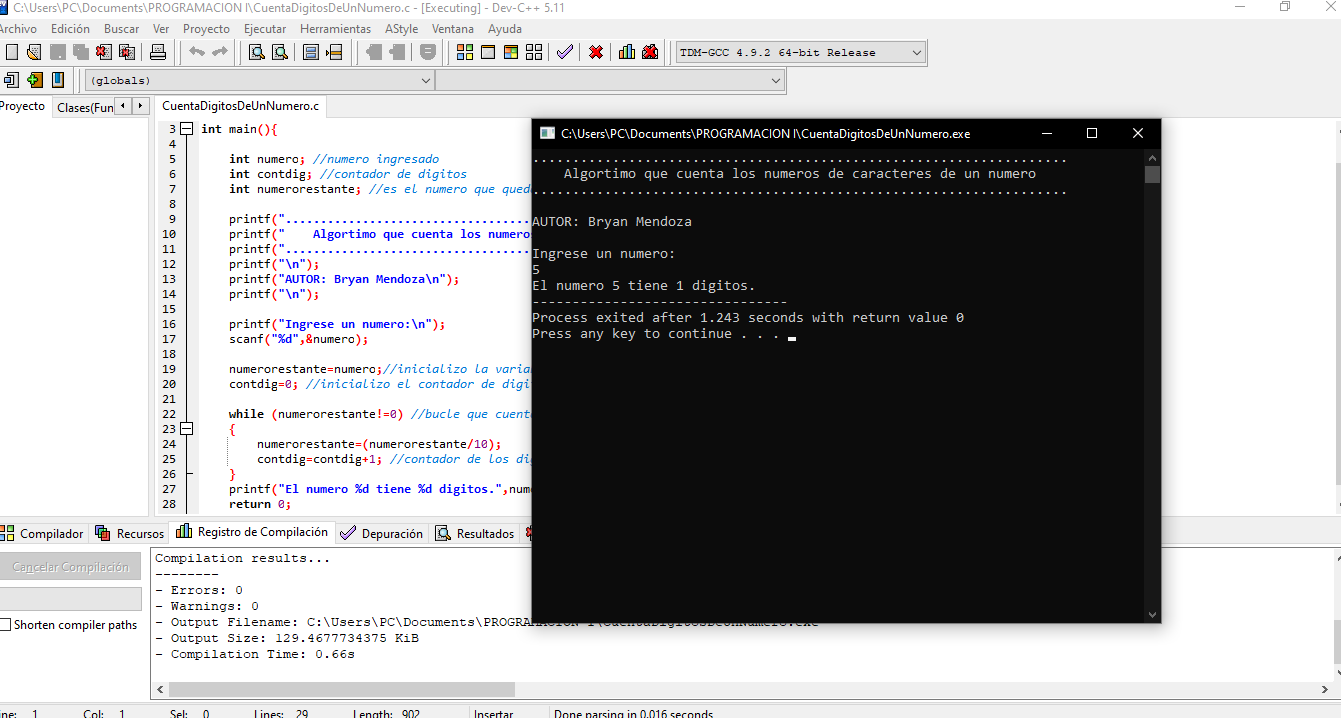 C:\Users\PC\Documents\PROGRAMACION I\CuentaDigitosDeUnNumero.c - [Executing] - Dev-C++ 5.11
Archivo Edición Buscar Ver Proyecto Ejecutar Herramientas AStyle Ventana Ayuda
TDM-GCC 4.9.2 64-bit Release
(globals)
Proyecto Clases(Fun CuentaDigitosDeUnNumero.c
3 int main(){
4
5 int numero; //numero ingresado
6 int contdig; //contador de digitos
7 int numerorestante; //es el numero que qued
8
9 printf("...................................
10 printf("    Algortimo que cuenta los numero
11 printf("...................................
12 printf("\n");
13 printf("AUTOR: Bryan Mendoza\n");
14 printf("\n");
15
16 printf("Ingrese un numero:\n");
17 scanf("%d",&numero);
18
19 numerorestante=numero;//inicializo la varia
20 contdig=0; //inicializo el contador de digi
21
22 while (numerorestante!=0) //bucle que cuent
23 {
24 numerorestante=(numerorestante/10);
25 contdig=contdig+1; //contador de los di
26 }
27 printf("El numero %d tiene %d digitos.",num
28 return 0;
C:\Users\PC\Documents\PROGRAMACION I\CuentaDigitosDeUnNumero.exe
...................................................................
Algortimo que cuenta los numeros de caracteres de un numero
...................................................................
AUTOR: Bryan Mendoza
Ingrese un numero:
5
El numero 5 tiene 1 digitos.
--------------------------------
Process exited after 1.243 seconds with return value 0
Press any key to continue . . .
Compilador Recursos Registro de Compilación Depuración Resultados
Cancelar Compilación
Shorten compiler paths
Compilation results...
--------
- Errors: 0
- Warnings: 0
- Output Filename: C:\Users\PC\Documents\PROGRAMACION I\CuentaDigitosDeUnNumero.exe
- Output Size: 129.4677734375 KiB
- Compilation Time: 0.66s
ine: 1 Col: 1 Sel: 0 Lines: 29 Length: 902 Insertar Done parsing in 0.016 seconds